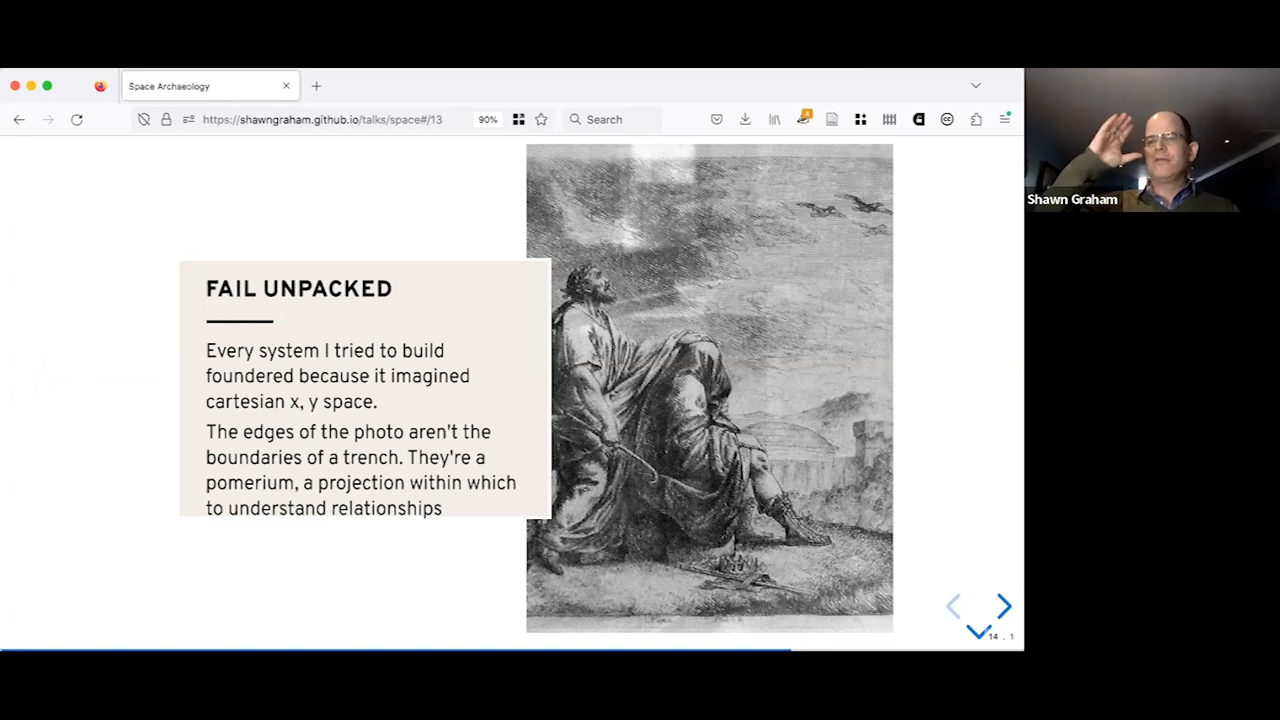 Space Archaeology
https://shawngraham.github.io/talks/space#/13
90%
Search
4
Shawn Graham
FAIL UNPACKED
Every system I tried to build
foundered because it imagined
cartesian x, y space.
The edges of the photo aren't the
boundaries of a trench. They're a
pomerium, a projection within which
to understand relationships
14 . 1